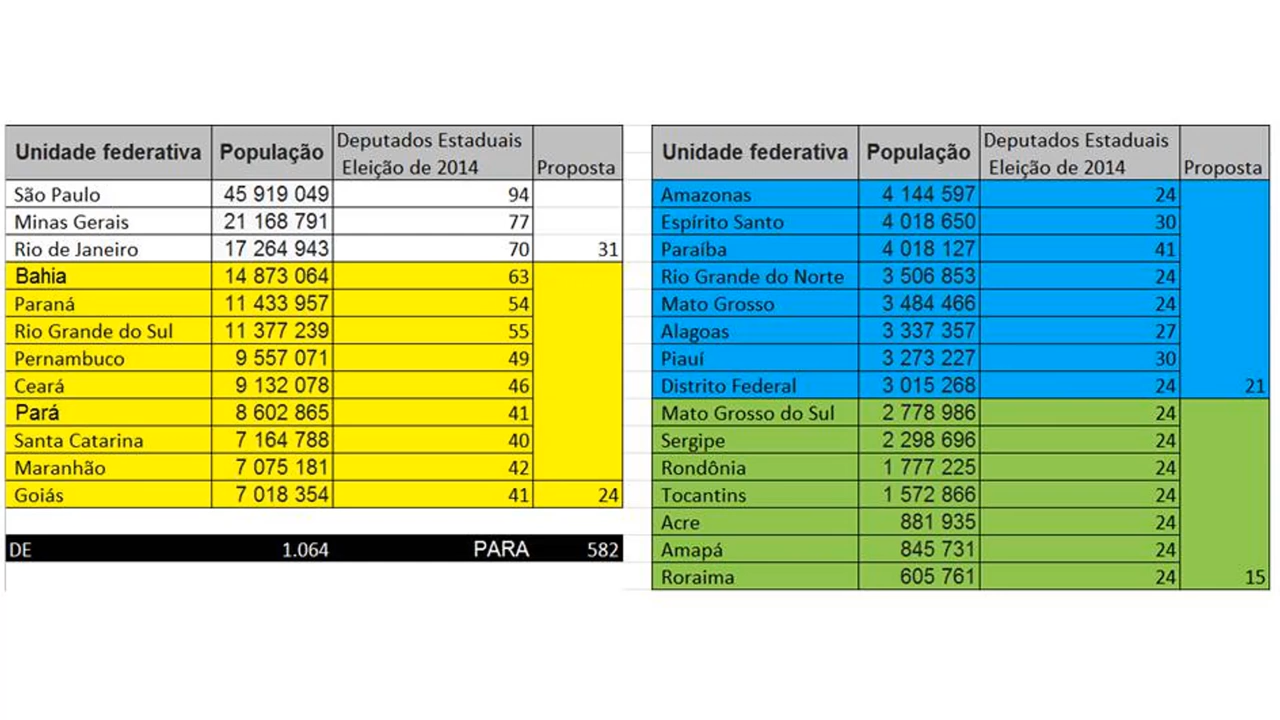 Unidade federativa População Deputados Estaduais Eleição de 2014 Proposta
São Paulo 45 919 049 94
Minas Gerais 21 168 791 77
Rio de Janeiro 17 264 943 70 31
Bahia 14 873 064 63
Paraná 11 433 957 54
Rio Grande do Sul 11 377 239 55
Pernambuco 9 557 071 49
Ceará 9 132 078 46
Pará 8 602 865 41
Santa Catarina 7 164 788 40
Maranhão 7 075 181 42
Goiás 7 018 354 41 24
DE 1.064 PARA 582
Unidade federativa População Deputados Estaduais Eleição de 2014 Proposta
Amazonas 4 144 597 24
Espírito Santo 4 018 650 30
Paraíba 4 018 127 41
Rio Grande do Norte 3 506 853 24
Mato Grosso 3 484 466 24
Alagoas 3 337 357 27
Piauí 3 273 227 30
Distrito Federal 3 015 268 24 21
Mato Grosso do Sul 2 778 986 24
Sergipe 2 298 696 24
Rondônia 1 777 225 24
Tocantins 1 572 866 24
Acre 881 935 24
Amapá 845 731 24
Roraima 605 761 24 15